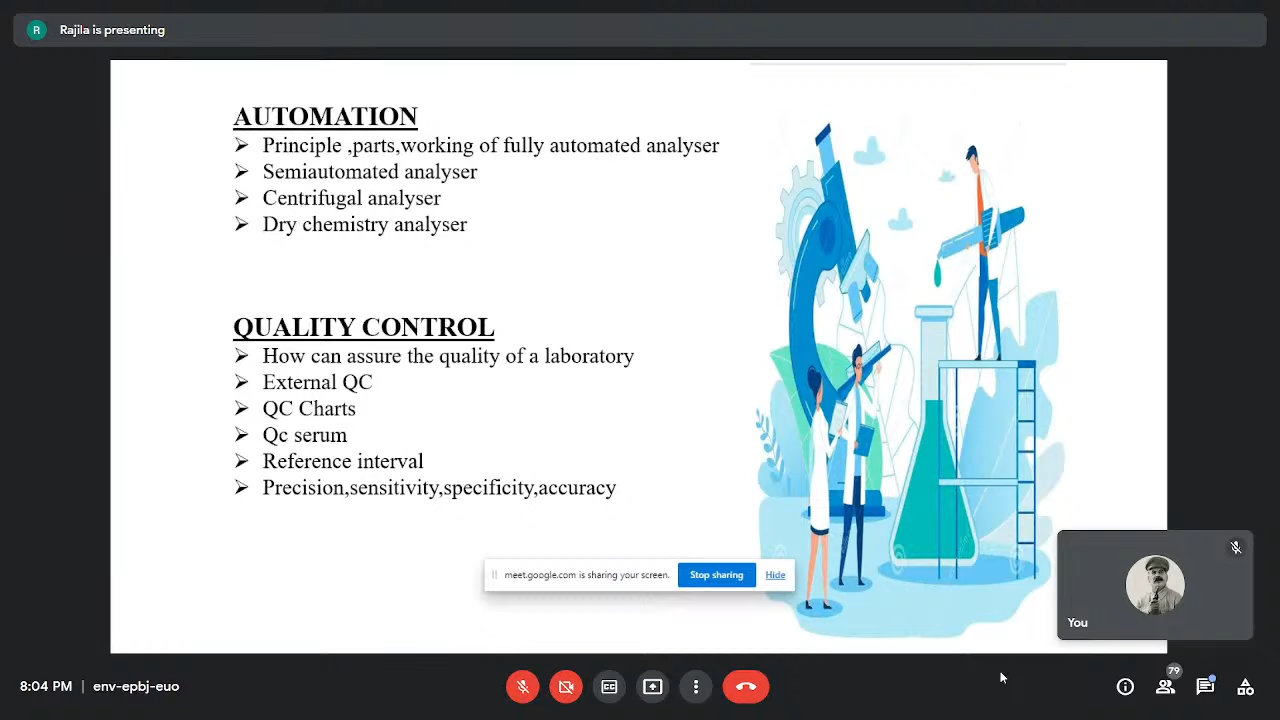 R Rajila is presenting
AUTOMATION
➢ Principle ,parts,working of fully automated analyser
➢ Semiautomated analyser
➢ Centrifugal analyser
➢ Dry chemistry analyser
QUALITY CONTROL
➢ How can assure the quality of a laboratory
➢ External QC
➢ QC Charts
➢ Qc serum
➢ Reference interval
➢ Precision,sensitivity,specificity,accuracy
meet.google.com is sharing your screen. Stop sharing Hide
You
8:04 PM | env-epbj-euo
CC
79